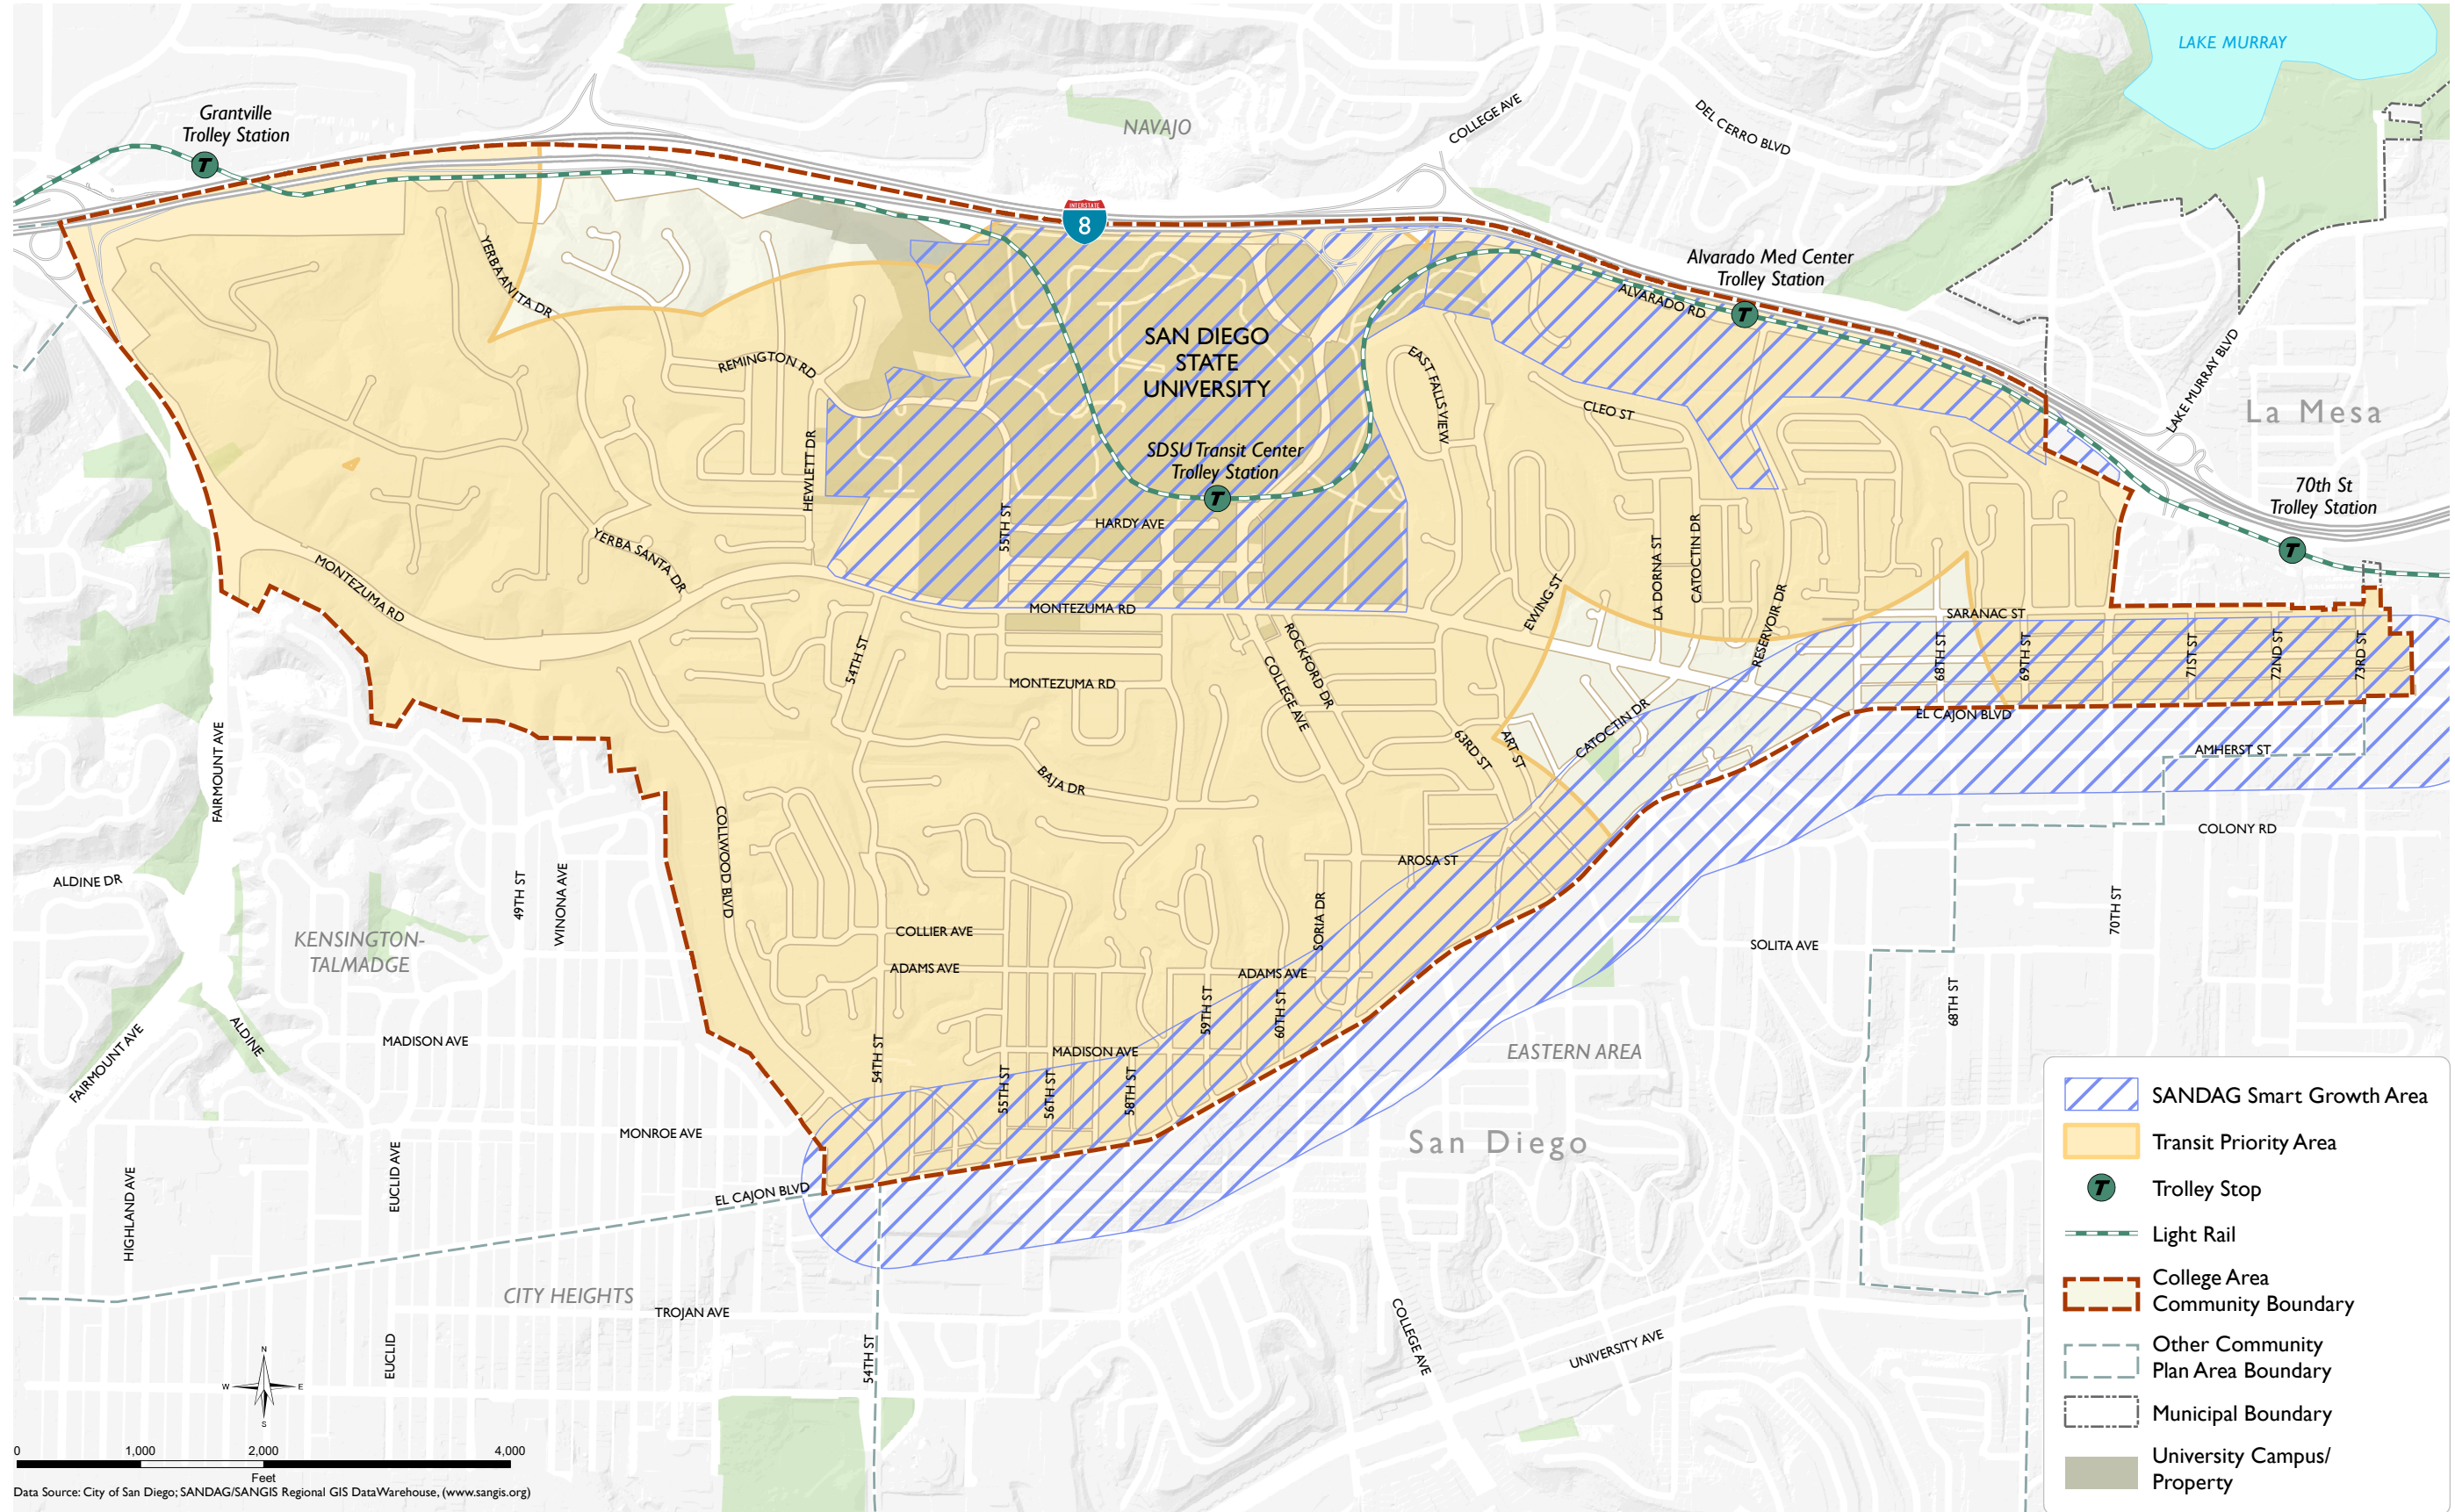 LAKE MURRAY
Grantville
Trolley Station
NAVAJO
COLLEGE AVE
DEL CERRO BLVD
INTERSTATE
8
Alvarado Med Center
Trolley Station
T
T
YERBA ANITA DR
ALVARADO RD
SAN DIEGO
STATE
UNIVERSITY
REMINGTON RD
EAST FALLS VIEW
CLEO ST
LAKE MURRAY BLVD
La Mesa
HEWLETT DR
SDSU Transit Center
Trolley Station
T
70th St
Trolley Station
T
55TH ST
HARDY AVE
YERBA SANTA DR
MONTEZUMA RD
MONTEZUMA RD
EWING ST
LA DORNA ST
CATOCTIN DR
RESERVOIR DR
SARANAC ST
54TH ST
ROCKFORD DR
COLLEGE AVE
MONTEZUMA RD
68TH ST
69TH ST
71ST ST
72ND ST
73RD ST
63RD ST
ART ST
CATOCTIN DR
EL CAJON BLVD
AMHERST ST
FAIRMOUNT AVE
BAJA DR
COLLWOOD BLVD
COLONY RD
AROSA ST
ALDINE DR
49TH ST
WINONA AVE
KENSINGTON-
TALMADGE
COLLIER AVE
SORIA DR
ADAMS AVE
ADAMS AVE
SOLITA AVE
70TH ST
68TH ST
59TH ST
60TH ST
FAIRMOUNT AVE
ALDINE
MADISON AVE
54TH ST
MADISON AVE
EASTERN AREA
55TH ST
56TH ST
58TH ST
MONROE AVE
San Diego
HIGHLAND AVE
EUCLID AVE
EL CAJON BLVD
CITY HEIGHTS
TROJAN AVE
EUCLID
54TH ST
COLLEGE AVE
UNIVERSITY AVE
N
W
E
S
0
1,000
2,000
4,000
Feet
Data Source: City of San Diego; SANDAG/SANGIS Regional GIS DataWarehouse, (www.sangis.org)
SANDAG Smart Growth Area
Transit Priority Area
T
Trolley Stop
Light Rail
College Area
Community Boundary
Other Community
Plan Area Boundary
Municipal Boundary
University Campus/
Property